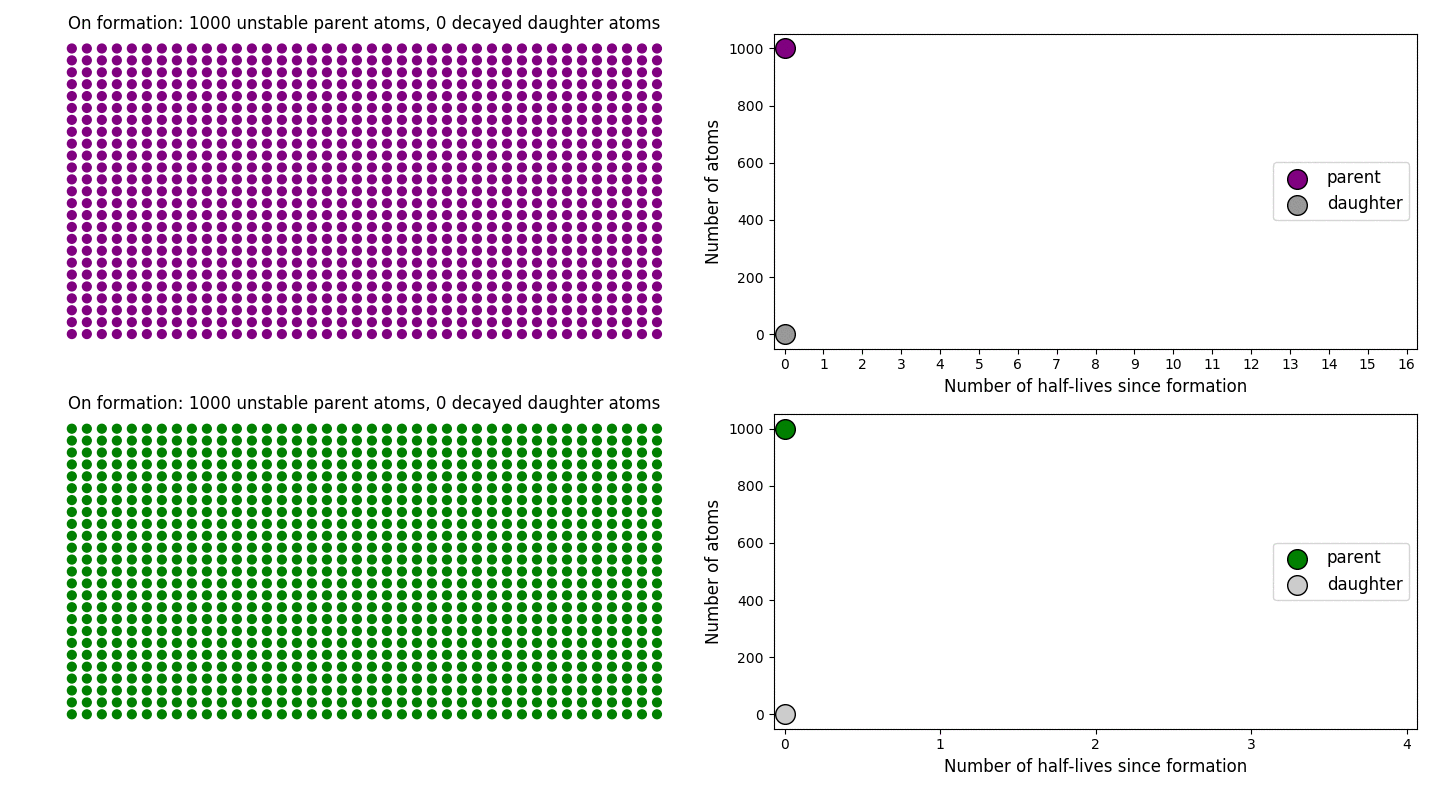 On formation: 1000 unstable parent atoms, 0 decayed daughter atoms
1000
800
600
400
200
0
Number of atoms
parent
daughter
0 1 2 3 4 5 6 7 8 9 10 11 12 13 14 15 16
Number of half-lives since formation
On formation: 1000 unstable parent atoms, 0 decayed daughter atoms
1000
800
600
400
200
0
Number of atoms
parent
daughter
0 1 2 3 4
Number of half-lives since formation